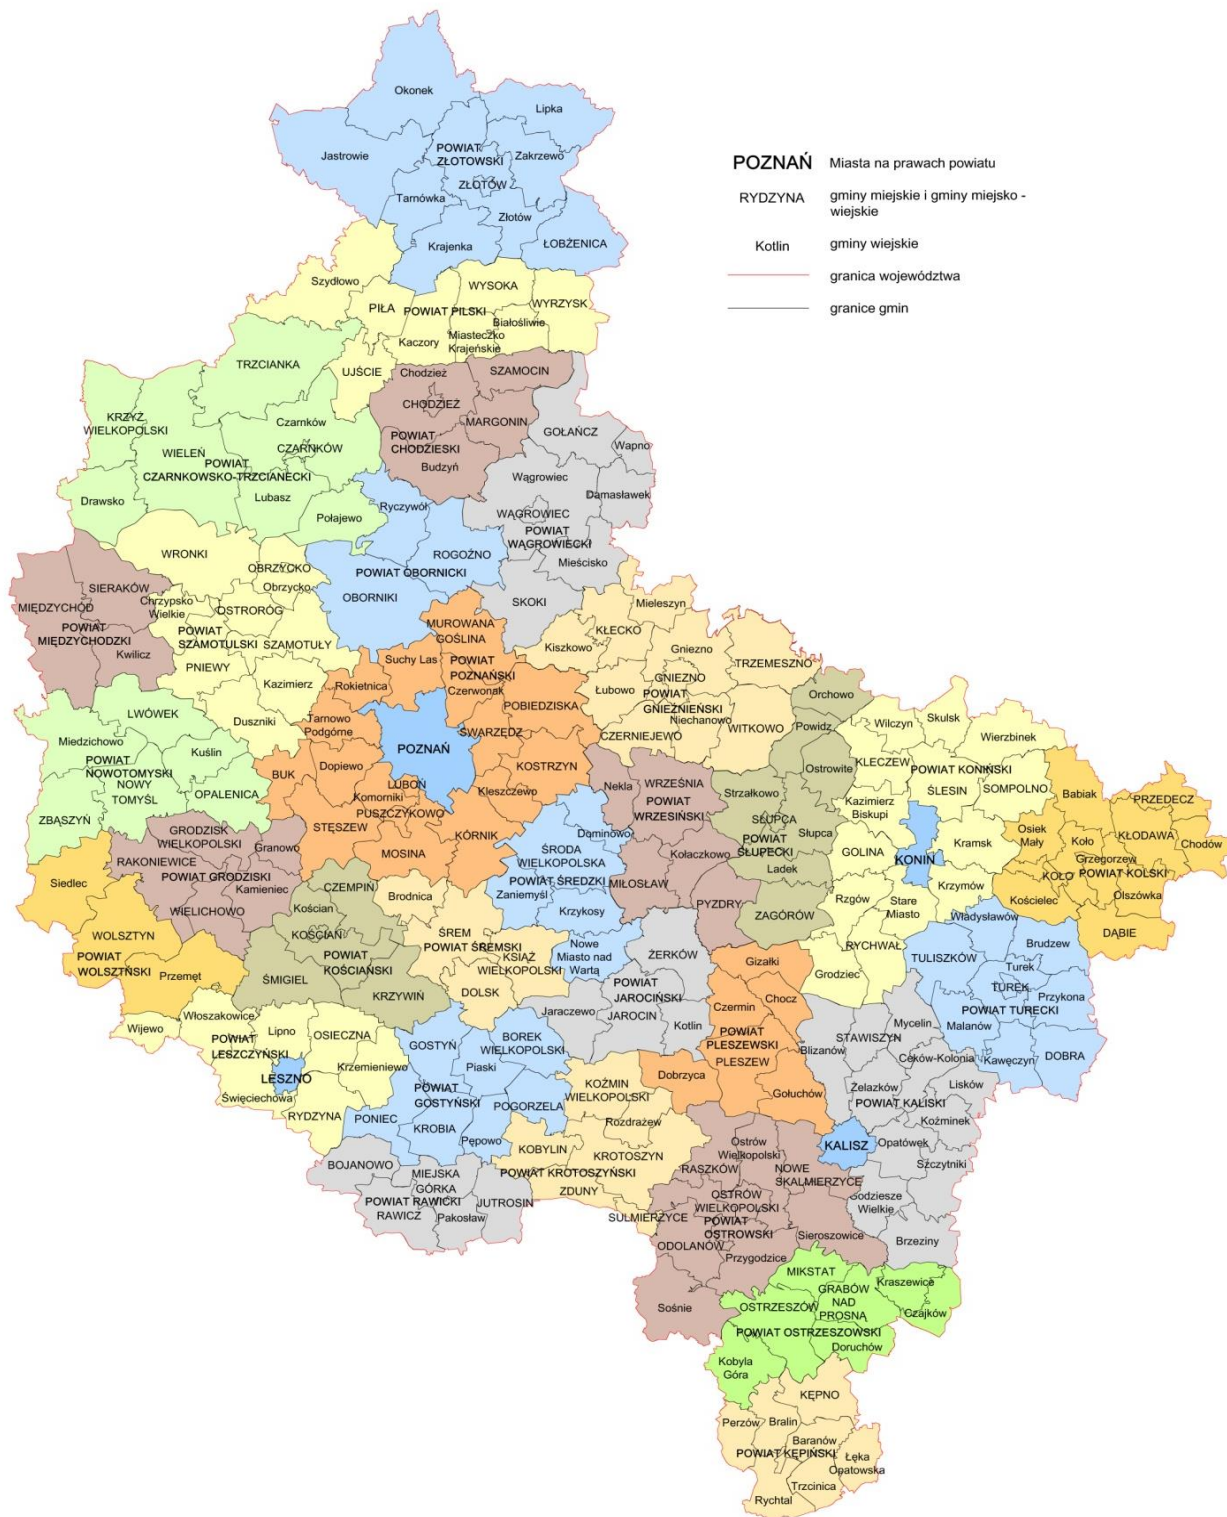 Okonek
Lipka
Jastrowie
POWIAT
ZŁOTOWSKI
Zakrzewo
ZŁOTÓW
Tarnówka
Złotów
Krajenka
ŁOBŻENICA
POZNAŃ Miasta na prawach powiatu
RYDZYNA gminy miejskie i gminy miejsko -
wiejskie
Kotlin gminy wiejskie
granica województwa
granice gmin
Szydłowo
WYSOKA
PIŁA
POWIAT PILSKI
WYRZYSK
Białośliwie
Kaczory
Miasteczko
Krajeńskie
UJŚCIE
TRZCIANKA
KRZYŻ
WIELKOPOLSKI
Czarnków
WIELEŃ
CZARNKÓW
POWIAT
CZARNKOWSKO-TRZCIANECKI
Lubasz
Drawsko
Połajewo
Chodzież
SZAMOCIN
CHODZIEŻ
MARGONIN
POWIAT
CHODZIESKI
Budzyń
GOŁAŃCZ
Wapno
Wągrowiec
Damasławek
WĄGROWIEC
POWIAT
WĄGROWIECKI
Mieścisko
SKOKI
Ryczywół
ROGOŹNO
POWIAT OBORNICKI
OBORNIKI
WRONKI
OBRZYCKO
Obrzycko
Chrzypsko
Wielkie
OSTRORÓG
POWIAT
SZAMOTULSKI
SZAMOTUŁY
PNIEWY
Kazimierz
Duszniki
SIERAKÓW
MIĘDZYCHÓD
POWIAT
MIĘDZYCHODZKI
Kwilicz
MUROWANA
GOŚLINA
Suchy Las
POWIAT
POZNAŃSKI
Rokietnica
Czerwonak
POBIEDZISKA
Tarnowo
Podgórne
SWARZĘDZ
POZNAŃ
BUK
Dopiewo
KOSTRZYN
LUBOŃ
Komorniki
Kleszczewo
PUSZCZYKOWO
STĘSZEW
KÓRNIK
MOSINA
Mieleszyn
KŁECKO
Kiszkowo
Gniezno
TRZEMESZNO
GNIEZNO
Łubowo
POWIAT
GNIEŹNIEŃSKI
Niechanowo
WITKOWO
CZERNIEJEWO
LWÓWEK
Miedzichowo
Kuślin
POWIAT
NOWOTOMYSKI
NOWY
TOMYŚL
OPALENICA
ZBĄSZYŃ
GRODZISK
WIELKOPOLSKI
Granowo
RAKONIEWICE
POWIAT GRODZISKI
Kamieniec
WIELICHOWO
Siedlec
WOLSZTYN
POWIAT
WOLSZTŃSKI
Przemęt
CZEMPIŃ
Kościan
KOŚCIAŃ
POWIAT
KOŚCIAŃSKI
ŚMIGIEL
KRZYWIŃ
Brodnica
ŚREM
POWIAT ŚREMSKI
KSIĄŻ
WIELKOPOLSKI
DOLSK
Dominowo
ŚRODA
WIELKOPOLSKA
POWIAT ŚREDZKI
Zaniemyśl
Krzykosy
Nowe
Miasto nad
Wartą
Nekla
WRZEŚNIA
POWIAT
WRZESIŃSKI
Kołaczkowo
MIŁOSŁAW
PYZDRY
Orchowo
Powidz
Ostrowite
Strzałkowo
SŁUPCA
Słupca
POWIAT
SŁUPECKI
Ladek
ZAGÓRÓW
Wilczyn
Skulsk
Wierzbinek
KLECZEW
POWIAT KONIŃSKI
ŚLESIN
SOMPOLNO
Kazimierz
Biskupi
GOLINA
Kramsk
KONIŃ
Krzymów
Rzgów
Stare
Miasto
RYCHWAŁ
Grodziec
Babiak
PRZEDECZ
Osiek
Mały
Koło
KŁODAWA
Chodów
Grzegorzew
KOŁO
POWIAT KOLSKI
Kościelec
Olszówka
DĄBIE
Władysławów
Brudzew
TULISZKÓW
Turek
TUREK
Przykona
POWIAT TURECKI
Malanów
Kawęczyn
DOBRA
ŻERKÓW
POWIAT
JAROCIŃSKI
Jaraczewo
JAROCIN
Kotlin
Gizałki
Chocz
Czermin
POWIAT
PLESZEWSKI
PLESZEW
Dobrzyca
Gołuchów
Mycelin
STAWISZYN
Blizanów
Cęków-Kolonia
Żelazków
Lisków
POWIAT KALISKI
Koźminek
Opatówek
KALISZ
Szczytniki
Godziesze
Wielkie
Brzeziny
Włoszakowice
Wijewo
POWIAT
LESZCZYŃSKI
Lipno
OSIECZNA
LESZNO
Krzemieniewo
Święciechowa
RYDZYNA
GOSTYŃ
BOREK
WIELKOPOLSKI
Piaski
POWIAT
GOSTYŃSKI
POGORZELA
PONIEC
KROBIA
Pępowo
KOŹMIN
WIELKOPOLSKI
Rozdrażew
KOBYLIN
KROTOSZYN
POWIAT KROTOSZYŃSKI
ZDUNY
SULMIERZYCE
BOJANOWO
MIEJSKA
GÓRKA
POWIAT RAWICKI
JUTROSIN
RAWICZ
Pakosław
Ostrów
Wielkopolski
RASZKÓW
NOWE
SKALMIERZYCE
OSTRÓW
WIELKOPOLSKI
POWIAT
OSTROWSKI
Sieroszowice
ODOLANÓW
Przygodzice
Sośnie
MIKSTAT
Kraszewice
GRABÓW
NAD
PROSNĄ
OSTRZESZÓW
Czajków
POWIAT OSTRZESZOWSKI
Doruchów
Kobyla
Góra
KĘPNO
Perzów
Bralin
Baranów
POWIAT KĘPIŃSKI
Łęka
Opatowska
Trzcinica
Rychtal